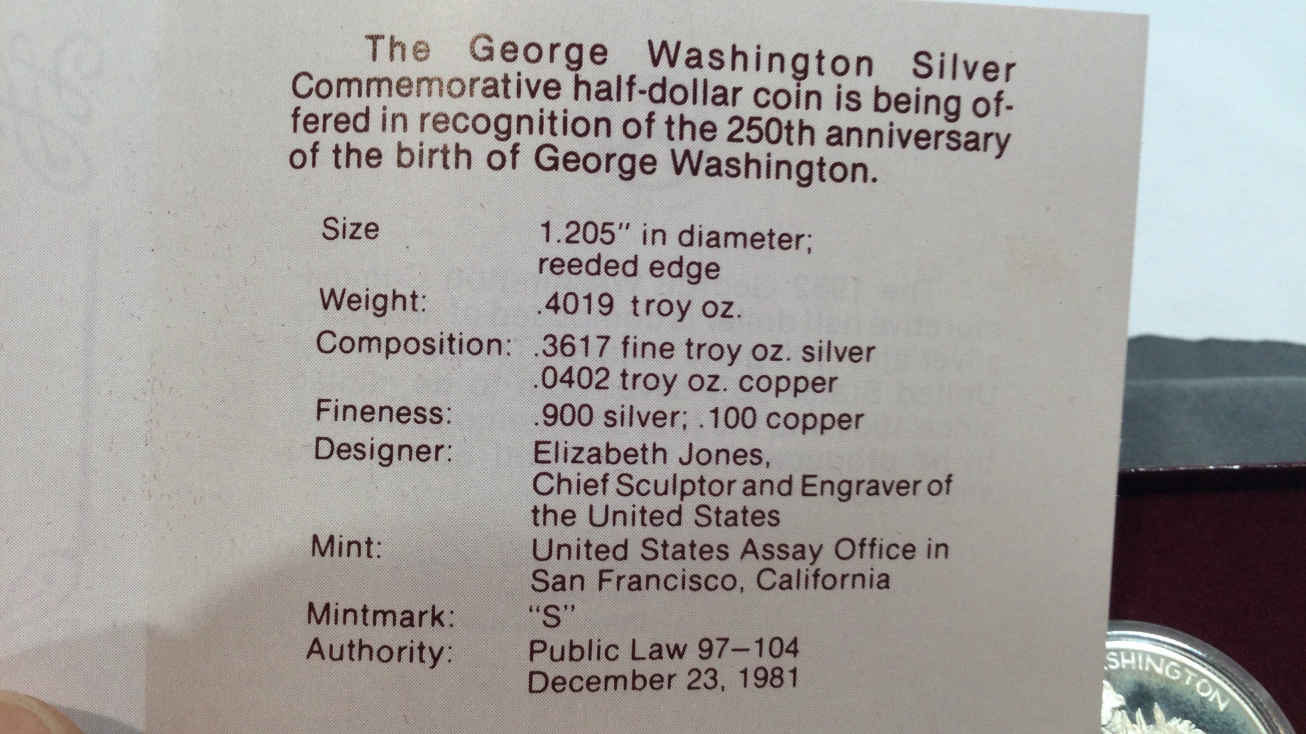 The George Washington Silver
Commemorative half-dollar coin is being of-
fered in recognition of the 250th anniversary
of the birth of George Washington.
Size 1.205" in diameter;
reeded edge
Weight: .4019 troy oz.
Composition: .3617 fine troy oz. silver
.0402 troy oz. copper
Fineness: .900 silver; .100 copper
Designer: Elizabeth Jones,
Chief Sculptor and Engraver of
the United States
Mint: United States Assay Office in
San Francisco, California
Mintmark: "S"
Authority: Public Law 97–104
December 23, 1981
SHINGTON